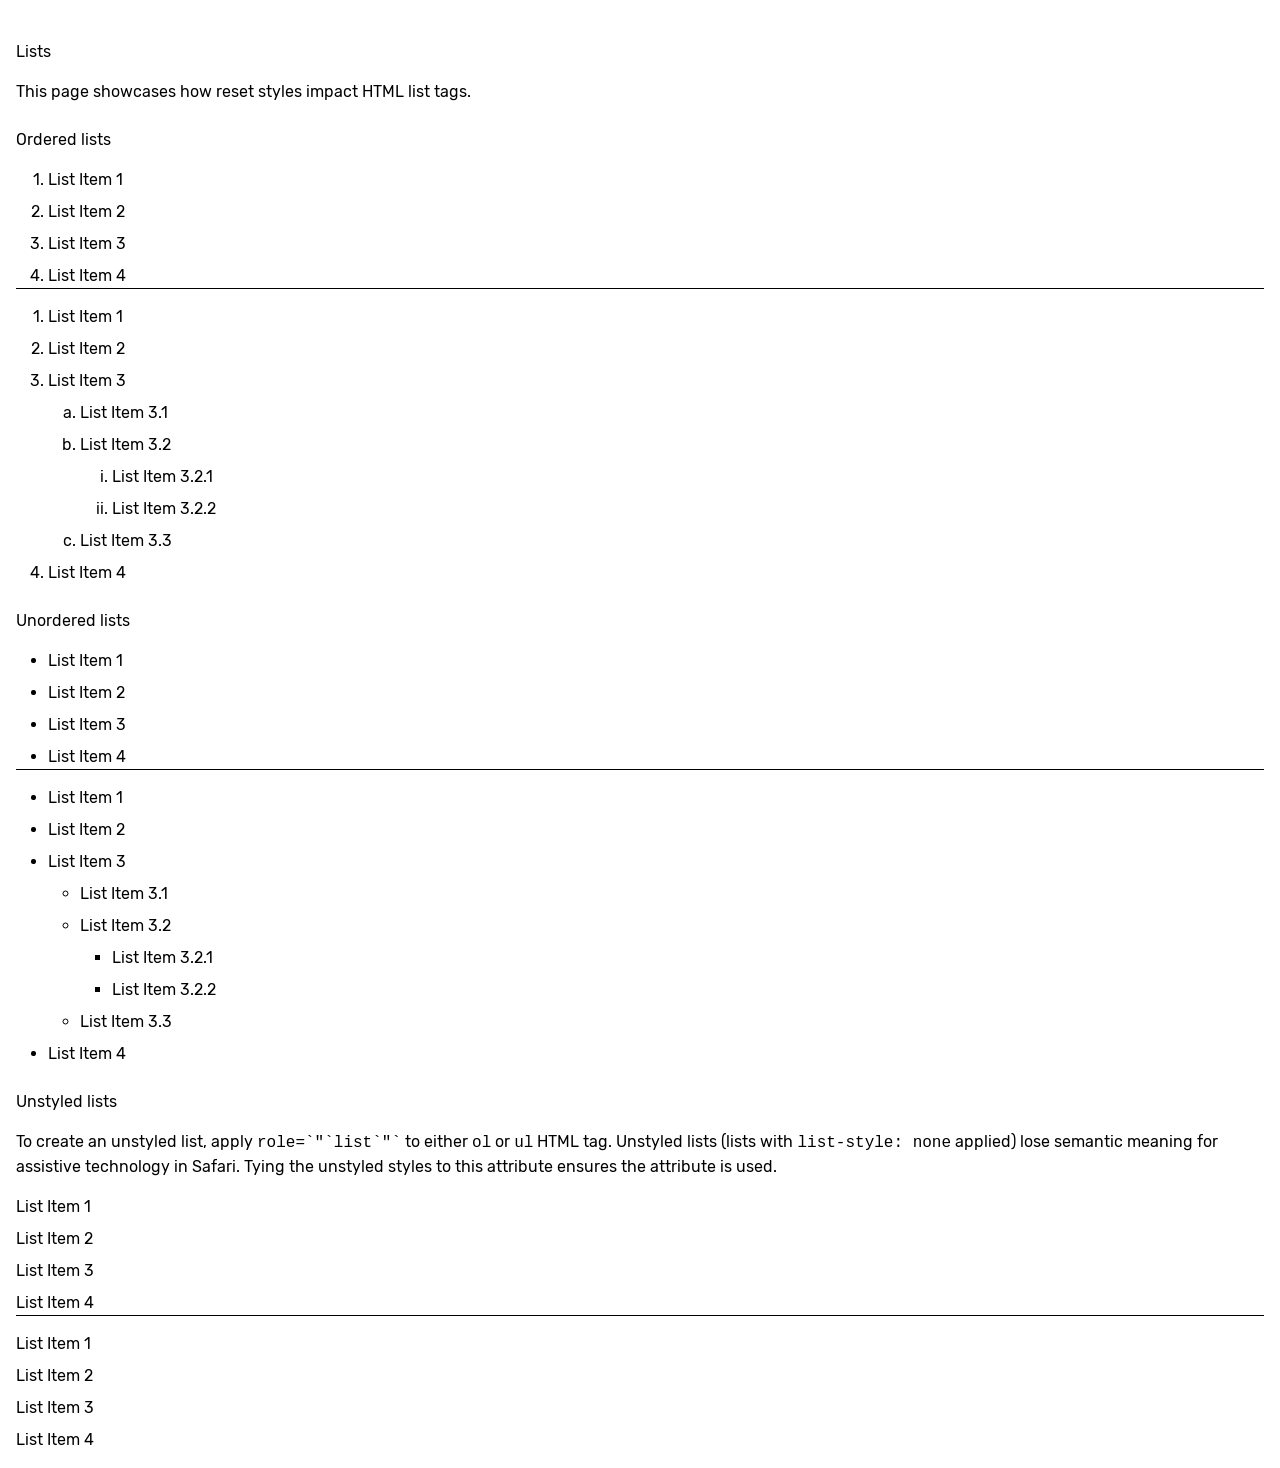 Lists
This page showcases how reset styles impact HTML list tags.
Ordered lists
1. List Item 1
2. List Item 2
3. List Item 3
4. List Item 4
1. List Item 1
2. List Item 2
3. List Item 3
a. List Item 3.1
b. List Item 3.2
i. List Item 3.2.1
ii. List Item 3.2.2
c. List Item 3.3
4. List Item 4
Unordered lists
• List Item 1
• List Item 2
• List Item 3
• List Item 4
• List Item 1
• List Item 2
• List Item 3
◦ List Item 3.1
◦ List Item 3.2
▪ List Item 3.2.1
▪ List Item 3.2.2
◦ List Item 3.3
• List Item 4
Unstyled lists
To create an unstyled list, apply role=`"`list`"` to either ol or ul HTML tag. Unstyled lists (lists with list-style: none applied) lose semantic meaning for
assistive technology in Safari. Tying the unstyled styles to this attribute ensures the attribute is used.
List Item 1
List Item 2
List Item 3
List Item 4
List Item 1
List Item 2
List Item 3
List Item 4